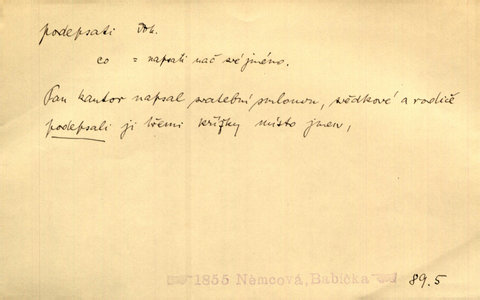 podepsati dok.
co = napsati nač své jméno.
Pan kantor napsal svatební smlouvu, svědkové a rodiče
podepsali ji třemi křížky místo jmen,
1855 Němcová, Babička 89.5